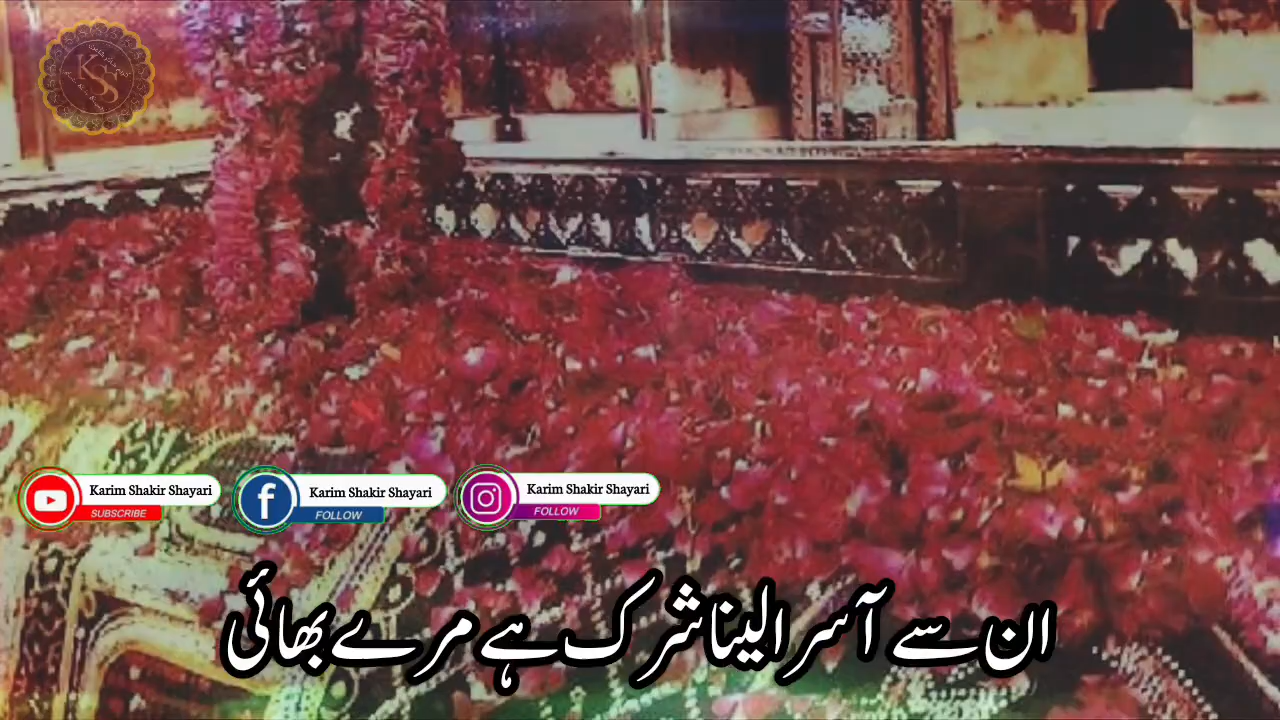 KSS
Karim Shakir Shayari
SUBSCRIBE
Karim Shakir Shayari
FOLLOW
Karim Shakir Shayari
FOLLOW
ان سے آسرا لینا شرک ہے مرے بھائی